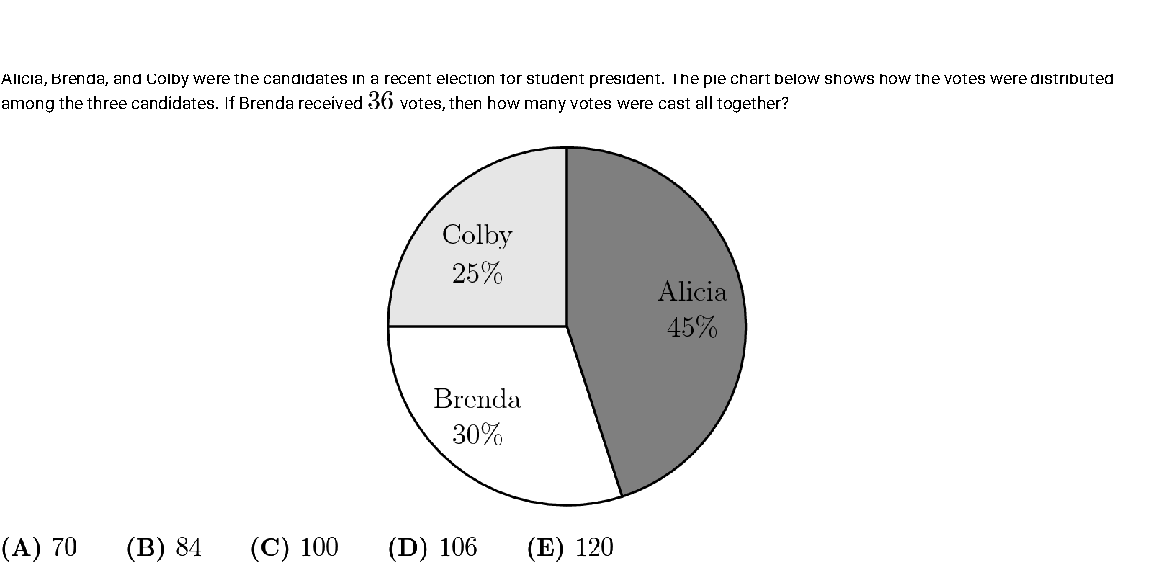 Alicia, Brenda, and Colby were the candidates in a recent election for student president. The pie chart below shows how the votes were distributed
among the three candidates. If Brenda received 36 votes, then how many votes were cast all together?
Colby
25%
Alicia
45%
Brenda
30%
(A) 70 (B) 84 (C) 100 (D) 106 (E) 120